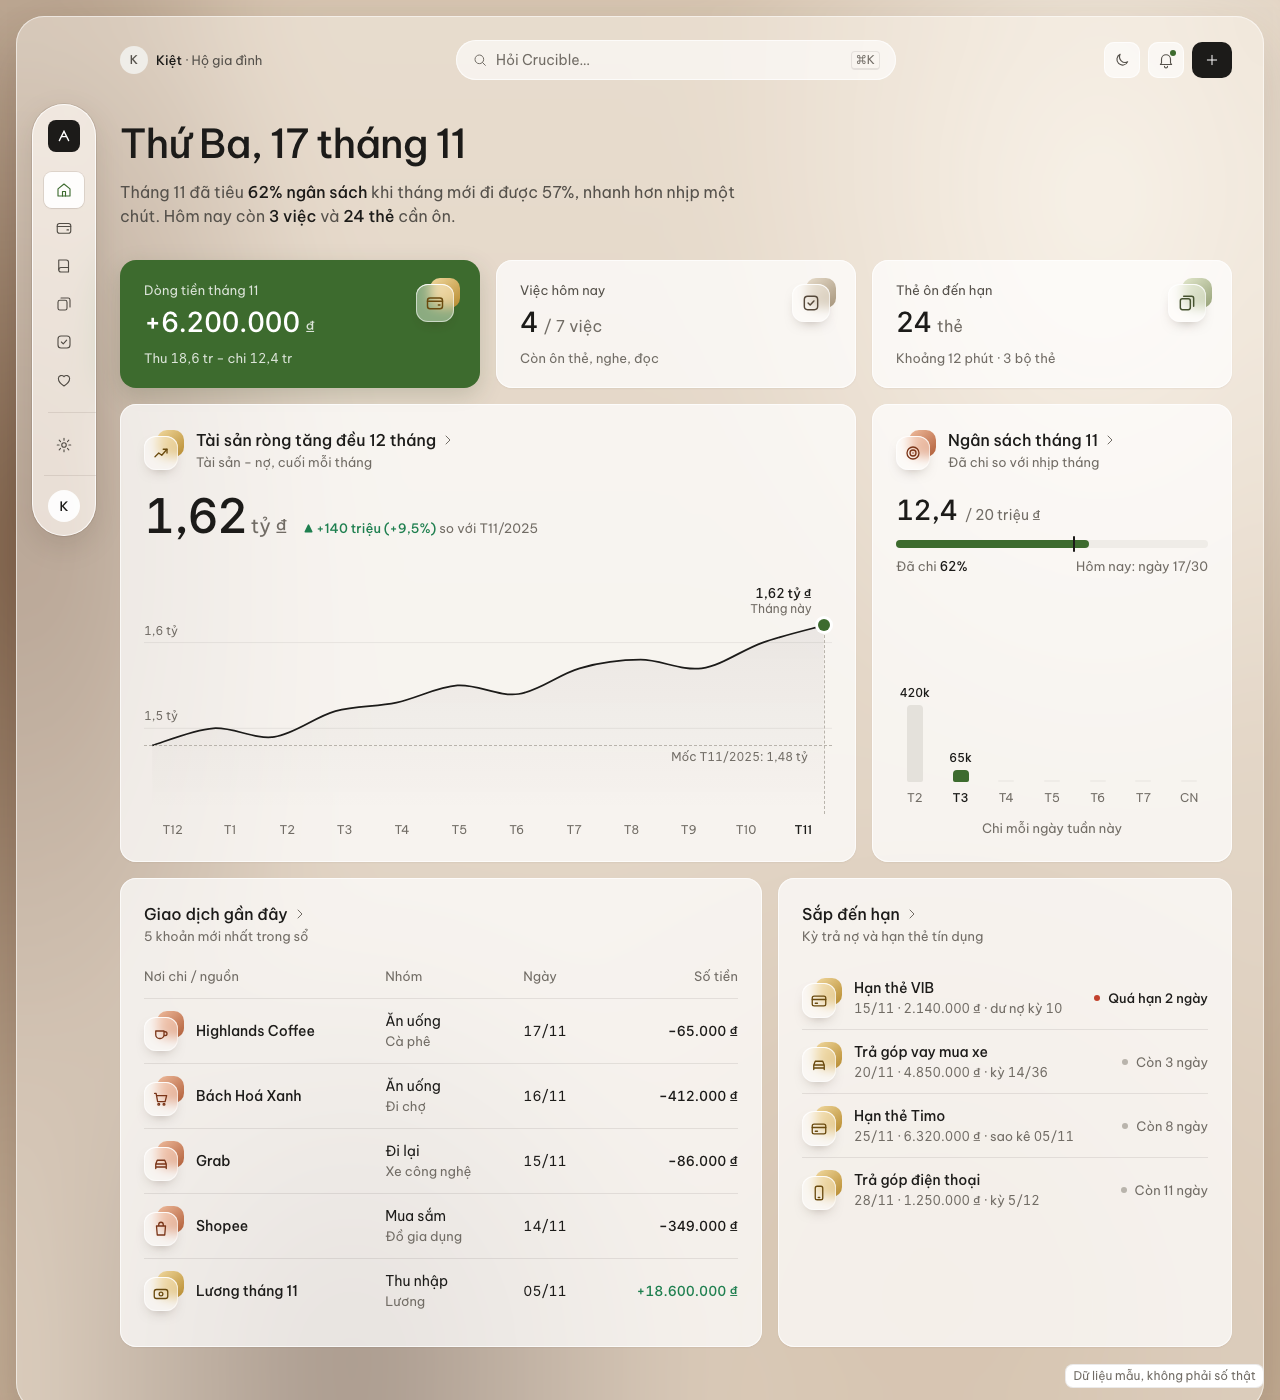 K Kiệt · Hộ gia đình
Hỏi Crucible...
⌘K
Thứ Ba, 17 tháng 11
Tháng 11 đã tiêu 62% ngân sách khi tháng mới đi được 57%, nhanh hơn nhịp một
chút. Hôm nay còn 3 việc và 24 thẻ cần ôn.
K
Dòng tiền tháng 11
+6.200.000 ₫
Thu 18,6 tr − chi 12,4 tr
Việc hôm nay
4 / 7 việc
Còn ôn thẻ, nghe, đọc
Thẻ ôn đến hạn
24 thẻ
Khoảng 12 phút · 3 bộ thẻ
Tài sản ròng tăng đều 12 tháng
Tài sản − nợ, cuối mỗi tháng
1,62 tỷ ₫ ▲ +140 triệu (+9,5%) so với T11/2025
1,62 tỷ ₫
Tháng này
1,6 tỷ
1,5 tỷ
Mốc T11/2025: 1,48 tỷ
T12 T1 T2 T3 T4 T5 T6 T7 T8 T9 T10 T11
Ngân sách tháng 11
Đã chi so với nhịp tháng
12,4 / 20 triệu ₫
Đã chi 62% Hôm nay: ngày 17/30
420k
65k
T2 T3 T4 T5 T6 T7 CN
Chi mỗi ngày tuần này
Giao dịch gần đây
5 khoản mới nhất trong sổ
Nơi chi / nguồn Nhóm Ngày Số tiền
Highlands Coffee Ăn uống 17/11 −65.000 ₫
Cà phê
Bách Hoá Xanh Ăn uống 16/11 −412.000 ₫
Đi chợ
Grab Đi lại 15/11 −86.000 ₫
Xe công nghệ
Shopee Mua sắm 14/11 −349.000 ₫
Đồ gia dụng
Lương tháng 11 Thu nhập 05/11 +18.600.000 ₫
Lương
Sắp đến hạn
Kỳ trả nợ và hạn thẻ tín dụng
Hạn thẻ VIB
15/11 · 2.140.000 ₫ · dư nợ kỳ 10
Quá hạn 2 ngày
Trả góp vay mua xe
20/11 · 4.850.000 ₫ · kỳ 14/36
Còn 3 ngày
Hạn thẻ Timo
25/11 · 6.320.000 ₫ · sao kê 05/11
Còn 8 ngày
Trả góp điện thoại
28/11 · 1.250.000 ₫ · kỳ 5/12
Còn 11 ngày
Dữ liệu mẫu, không phải số thật